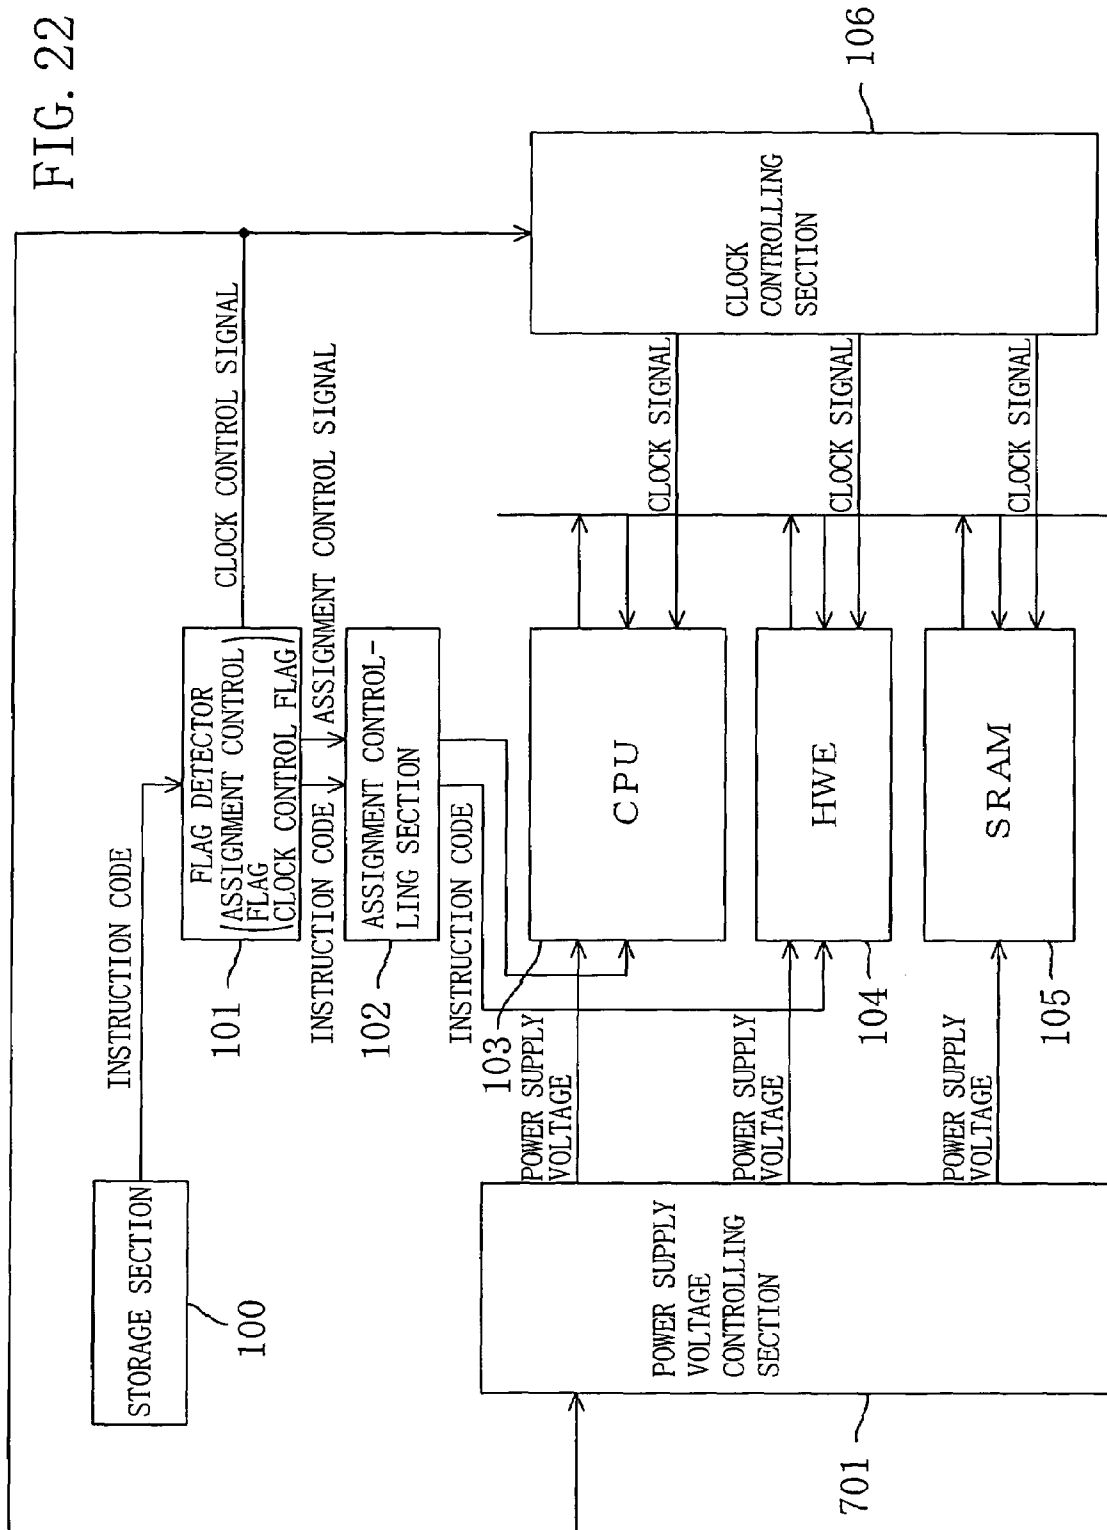 FIG. 22
STORAGE SECTION
100
INSTRUCTION CODE
FLAG DETECTOR
(ASSIGNMENT CONTROL
FLAG
CLOCK CONTROL FLAG)
101
CLOCK CONTROL SIGNAL
INSTRUCTION CODE
ASSIGNMENT CONTROL SIGNAL
ASSIGNMENT CONTROL-
LING SECTION
102
INSTRUCTION CODE
POWER SUPPLY
VOLTAGE
CONTROLLING
SECTION
701
POWER SUPPLY
VOLTAGE
103
CPU
CLOCK SIGNAL
POWER SUPPLY
VOLTAGE
HWE
104
CLOCK SIGNAL
POWER SUPPLY
VOLTAGE
SRAM
105
CLOCK SIGNAL
CLOCK
CONTROLLING
SECTION
106